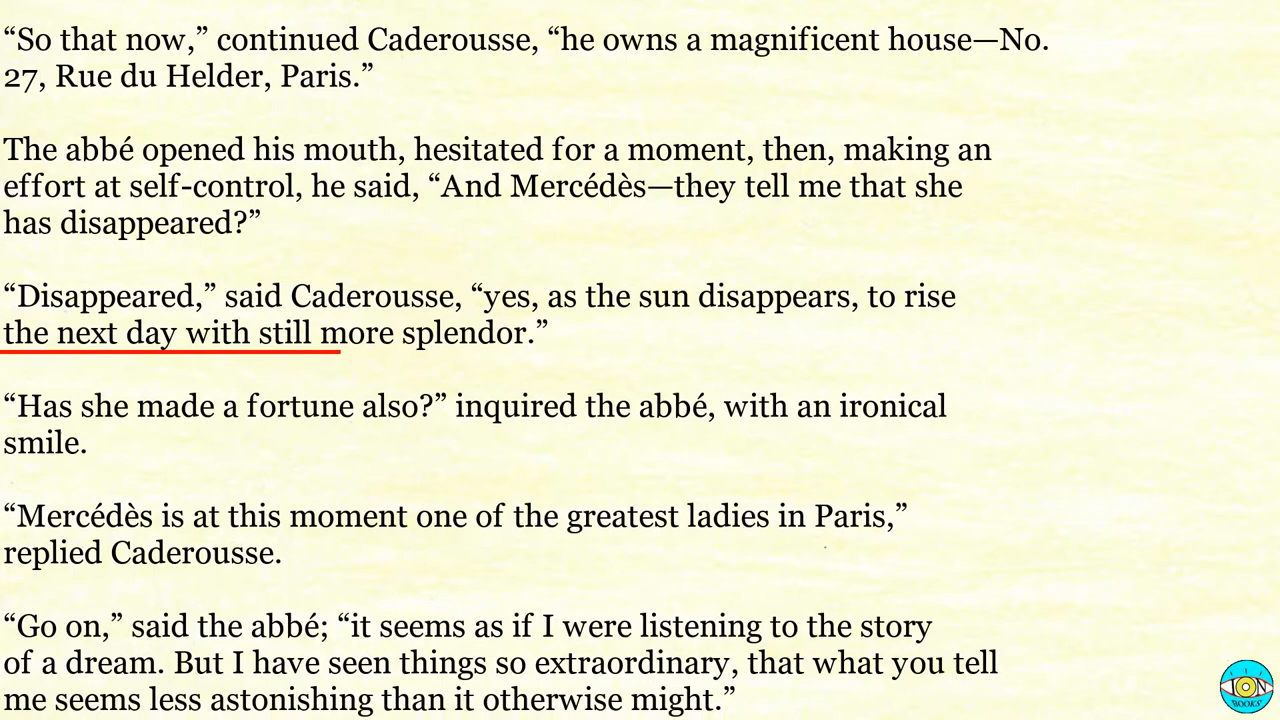 “So that now,” continued Caderousse, “he owns a magnificent house—No.
27, Rue du Helder, Paris.”
The abbé opened his mouth, hesitated for a moment, then, making an
effort at self-control, he said, “And Mercédès—they tell me that she
has disappeared?”
“Disappeared,” said Caderousse, “yes, as the sun disappears, to rise
the next day with still more splendor.”
“Has she made a fortune also?” inquired the abbé, with an ironical
smile.
“Mercédès is at this moment one of the greatest ladies in Paris,”
replied Caderousse.
“Go on,” said the abbé; “it seems as if I were listening to the story
of a dream. But I have seen things so extraordinary, that what you tell
me seems less astonishing than it otherwise might.”
ION
BOOKS